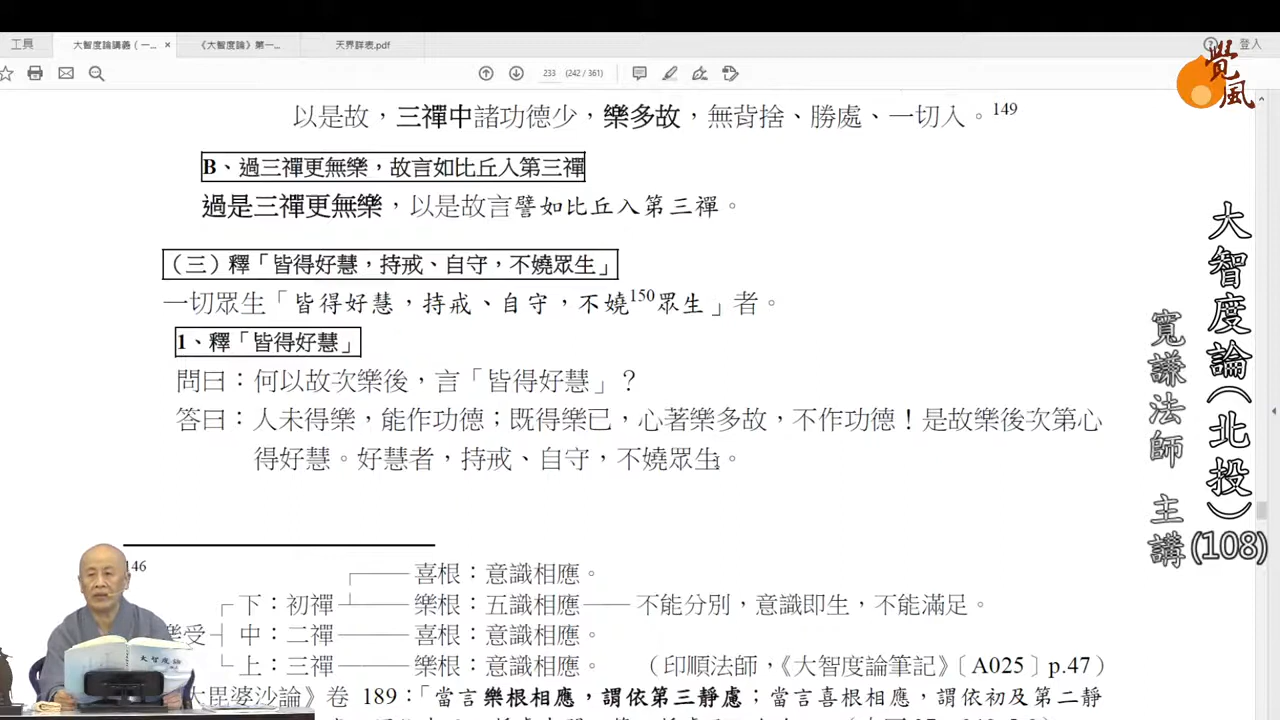 工具
大智度論講義（一... ×
《大智度論》第一...
天界詳表.pdf
登入
233 (242 / 361)
覺風
以是故，三禪中諸功德少，樂多故，無背捨、勝處、一切入。149
B、過三禪更無樂，故言如比丘入第三禪
過是三禪更無樂，以是故言譬如比丘入第三禪。
（三）釋「皆得好慧，持戒、自守，不嬈眾生」
一切眾生「皆得好慧，持戒、自守，不嬈150眾生」者。
1、釋「皆得好慧」
問曰：何以故次樂後，言「皆得好慧」？
答曰：人未得樂，能作功德；既得樂已，心著樂多故，不作功德！是故樂後次第心
得好慧。好慧者，持戒、自守，不嬈眾生。
146
喜根：意識相應。
下：初禪 樂根：五識相應 不能分別，意識即生，不能滿足。
樂受 中：二禪 喜根：意識相應。
上：三禪 樂根：意識相應。 （印順法師，《大智度論筆記》〔A025〕p.47）
大毘婆沙論》卷 189：「當言樂根相應，謂依第三靜慮；當言喜根相應，謂依初及第二靜
大智度論（北投）(108)
寬謙法師 主講
大智度論